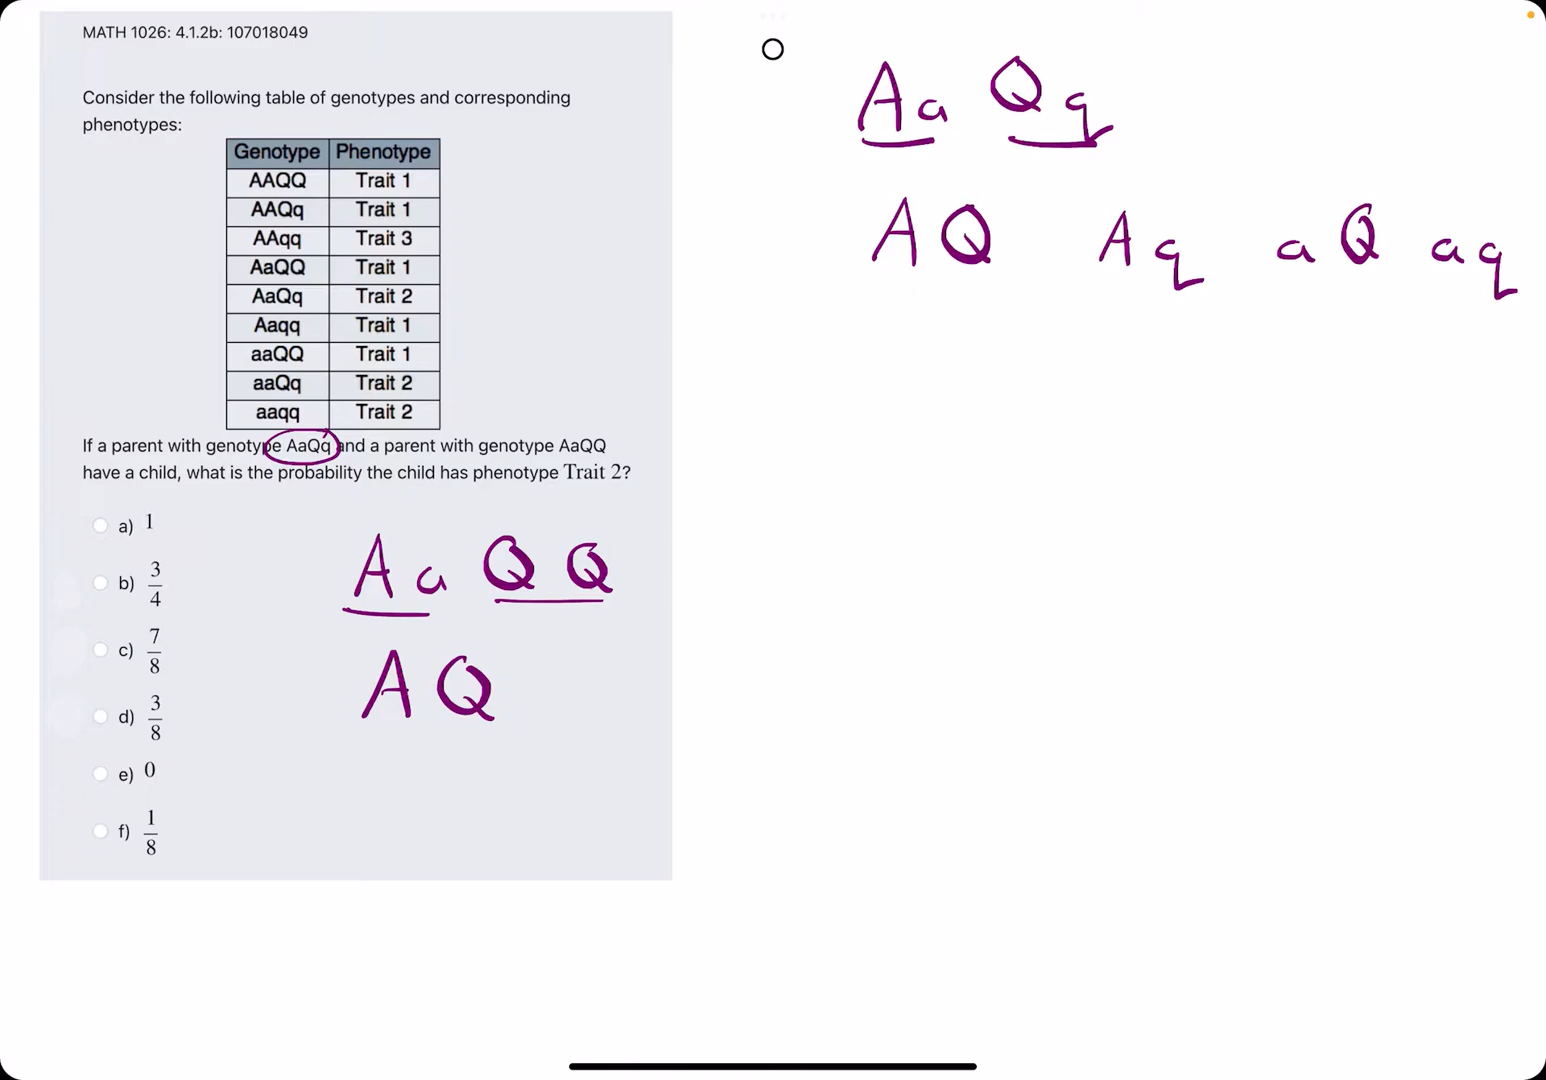 MATH 1026: 4.1.2b: 107018049
Consider the following table of genotypes and corresponding
phenotypes:
Genotype Phenotype
AAQQ Trait 1
AAQq Trait 1
AAqq Trait 3
AaQQ Trait 1
AaQq Trait 2
Aaqq Trait 1
aaQQ Trait 1
aaQq Trait 2
aaqq Trait 2
If a parent with genotype AaQq and a parent with genotype AaQQ
have a child, what is the probability the child has phenotype Trait 2?
a) 1
b) 3/4
c) 7/8
d) 3/8
e) 0
f) 1/8
Aa QQ
AQ
Aa Qq
AQ Aq aQ aq